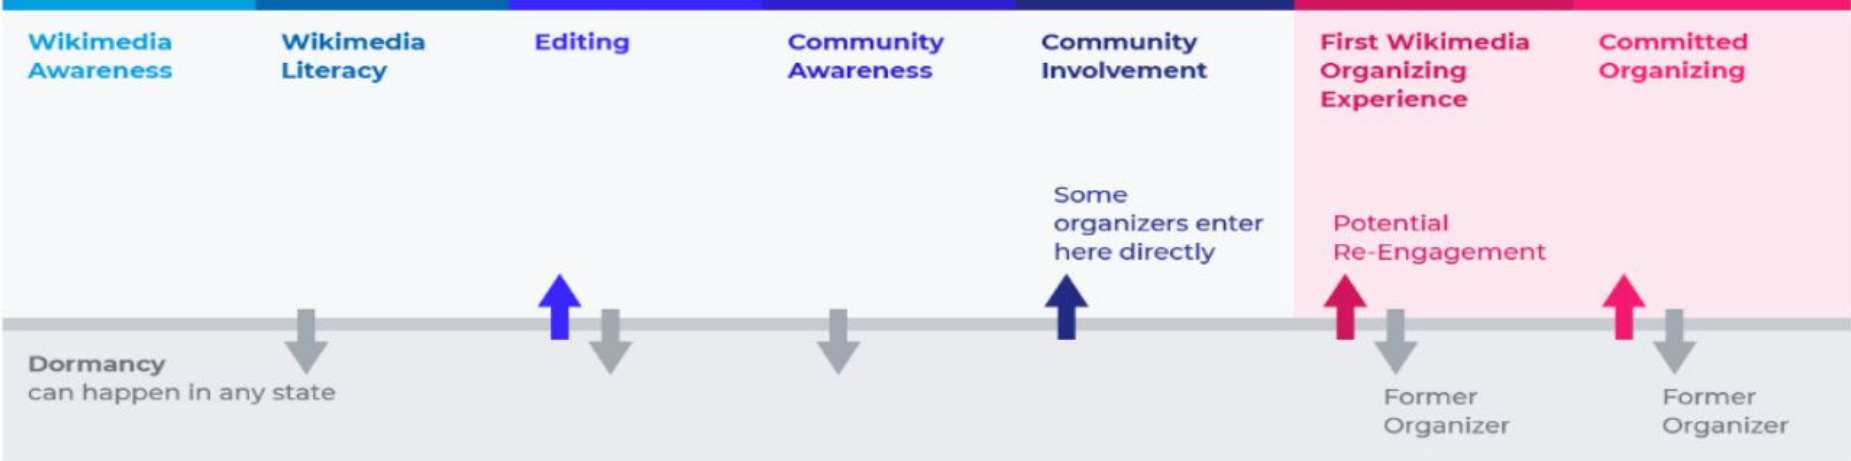 Wikimedia
Awareness
Wikimedia
Literacy
Editing
Community
Awareness
Community
Involvement
First Wikimedia
Organizing
Experience
Committed
Organizing
Some
organizers enter
here directly
Potential
Re-Engagement
Dormancy
can happen in any state
Former
Organizer
Former
Organizer